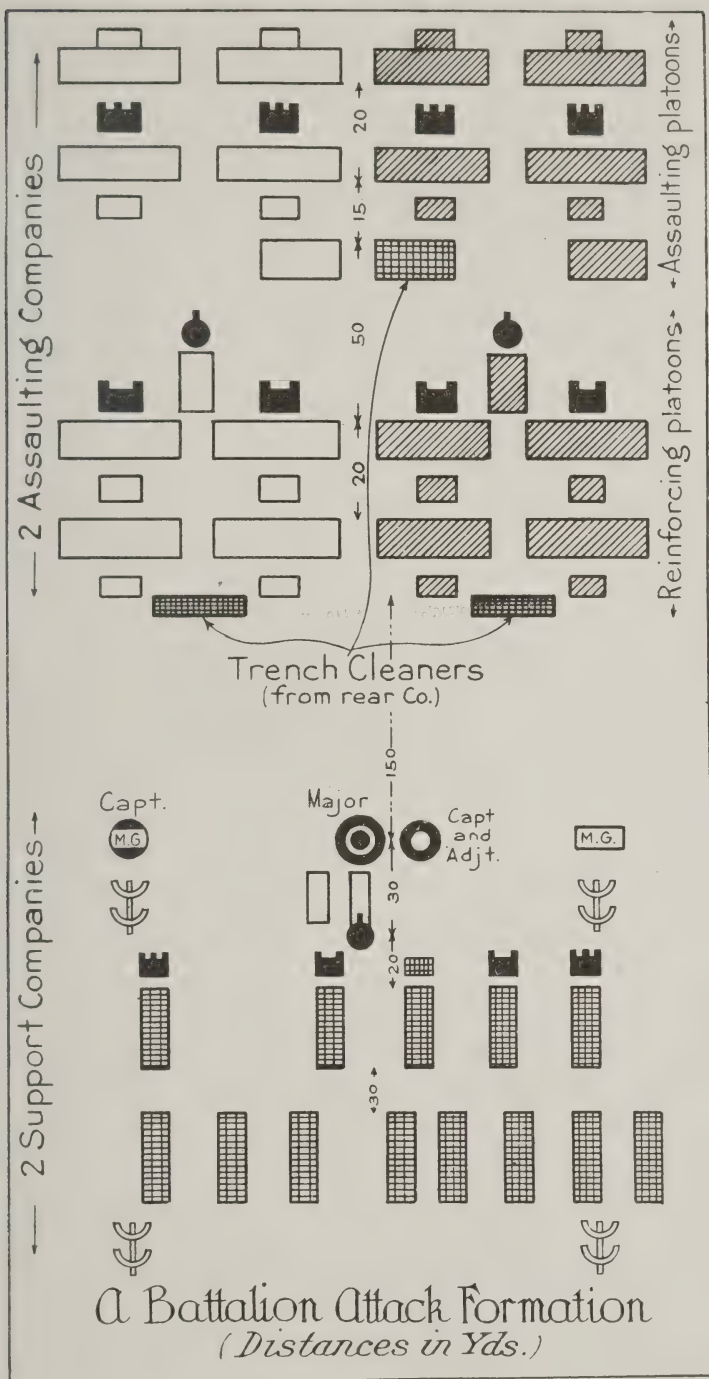 2 Assaulting Companies
20
15
50
20
Assaulting platoons
Reinforcing platoons
Trench Cleaners
(from rear Co.)
150
2 Support Companies
Capt.
M.G.
Major
Capt
and
Adjt.
M.G.
30
20
30
A Battalion Attack Formation
(Distances in Yds.)